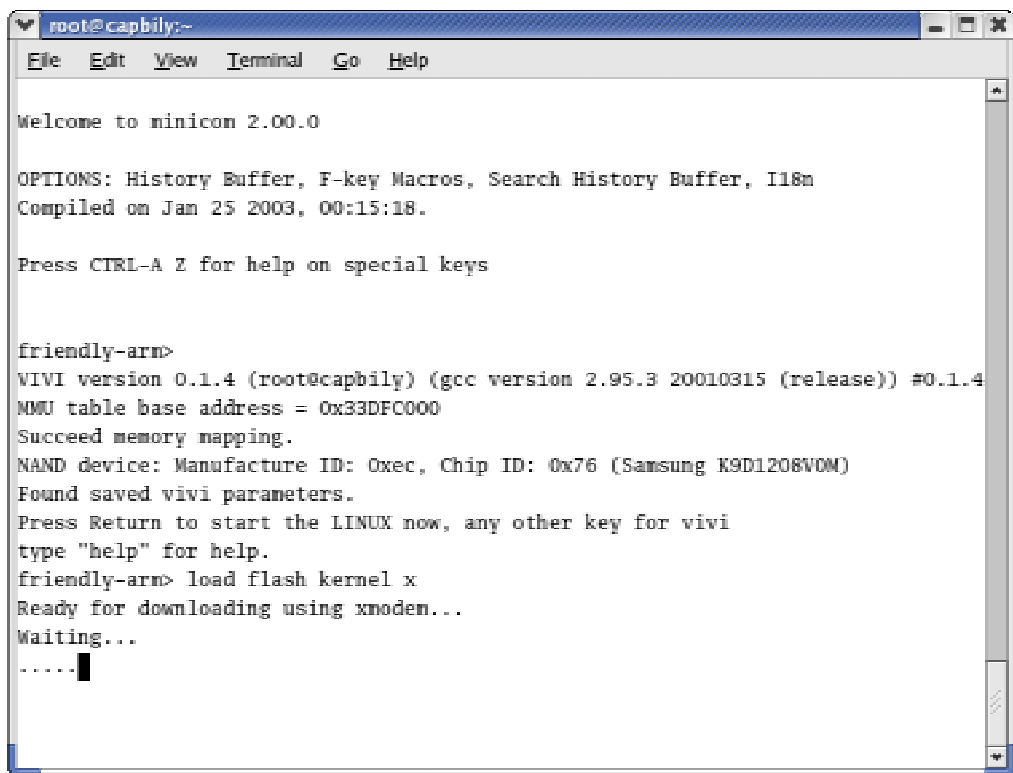 root@capbily:~
File Edit View Terminal Go Help
Welcome to minicom 2.00.0
OPTIONS: History Buffer, F-key Macros, Search History Buffer, I18n
Compiled on Jan 25 2003, 00:15:18.
Press CTRL-A Z for help on special keys
friendly-arm>
VIVI version 0.1.4 (root@capbily) (gcc version 2.95.3 20010315 (release)) #0.1.4
MMU table base address = 0x33DFC000
Succeed memory mapping.
NAND device: Manufacture ID: 0xec, Chip ID: 0x76 (Samsung K9D1208V0M)
Found saved vivi parameters.
Press Return to start the LINUX now, any other key for vivi
type "help" for help.
friendly-arm> load flash kernel x
Ready for downloading using xmodem...
Waiting...
.....